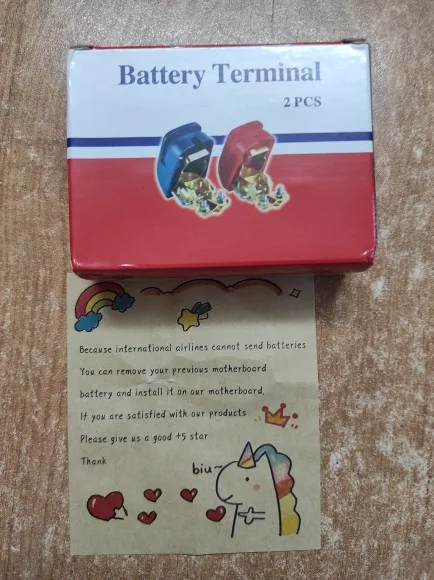 Battery Terminal
2 PCS
Because international airlines cannot send batteries
You can remove your previous motherboard
battery and install it on our motherboard.
If you are satisfied with our products
Please give us a good +5 star
Thank
biu~